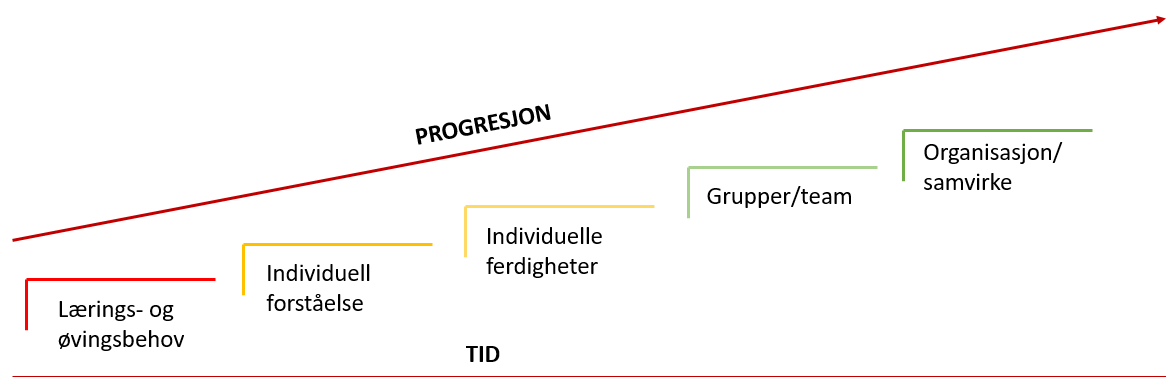 PROGRESJON
Lærings- og
øvingsbehov
Individuell
forståelse
Individuelle
ferdigheter
Grupper/team
Organisasjon/
samvirke
TID